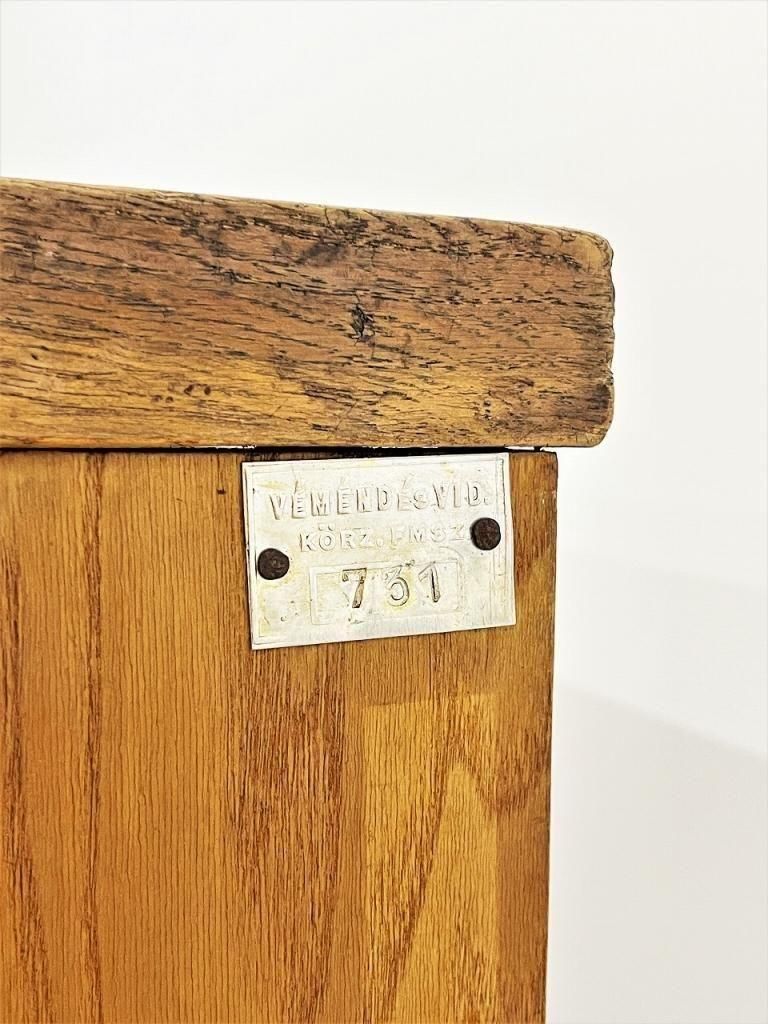 VÉMÉND ÉS VID.
KÖRZ. FMSZ.
731